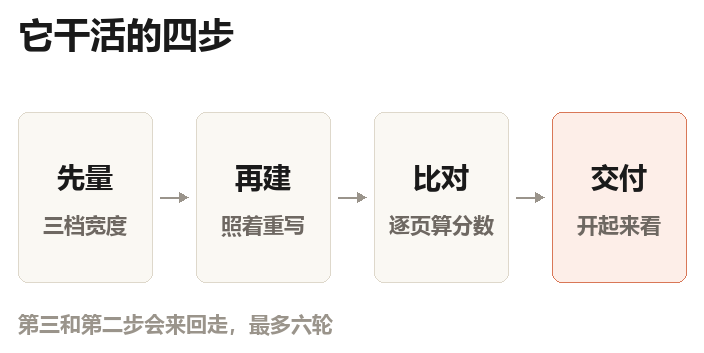 它干活的四步
先量
三档宽度
再建
照着重写
比对
逐页算分数
交付
开起来看
第三和第二步会来回走，最多六轮